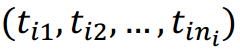 (t_{i1}, t_{i2}, ..., t_{in_i})